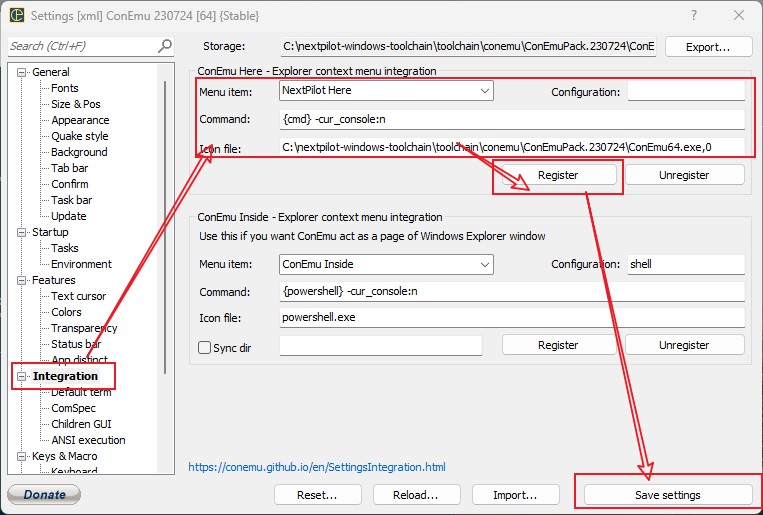 Settings [xml] ConEmu 230724 [64] {Stable}
?
Search (Ctrl+F)
Storage:
C:\nextpilot-windows-toolchain\toolchain\conemu\ConEmuPack.230724\ConE
Export...
General
Fonts
Size & Pos
Appearance
Quake style
Background
Tab bar
Confirm
Task bar
Update
Startup
Tasks
Environment
Features
Text cursor
Colors
Transparency
Status bar
App distinct
Integration
Default term
ComSpec
Children GUI
ANSI execution
Keys & Macro
Keyboard
ConEmu Here - Explorer context menu integration
Menu item:
NextPilot Here
Configuration:
Command:
{cmd} -cur_console:n
Icon file:
C:\nextpilot-windows-toolchain\toolchain\conemu\ConEmuPack.230724\ConEmu64.exe,0
Register
Unregister
ConEmu Inside - Explorer context menu integration
Use this if you want ConEmu act as a page of Windows Explorer window
Menu item:
ConEmu Inside
Configuration:
shell
Command:
{powershell} -cur_console:n
Icon file:
powershell.exe
Sync dir
Register
Unregister
https://conemu.github.io/en/SettingsIntegration.html
Donate
Reset...
Reload...
Import...
Save settings